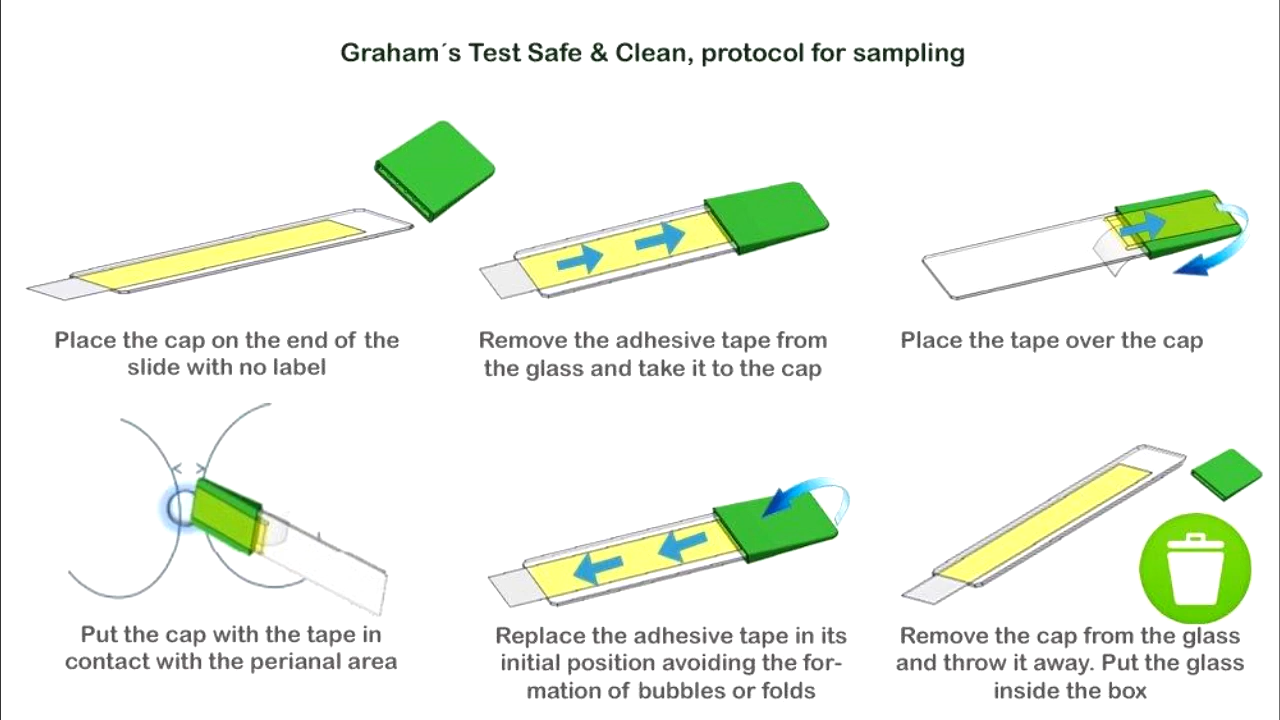 Graham´s Test Safe & Clean, protocol for sampling
Place the cap on the end of the
slide with no label
Remove the adhesive tape from
the glass and take it to the cap
Place the tape over the cap
Put the cap with the tape in
contact with the perianal area
Replace the adhesive tape in its
initial position avoiding the for-
mation of bubbles or folds
Remove the cap from the glass
and throw it away. Put the glass
inside the box